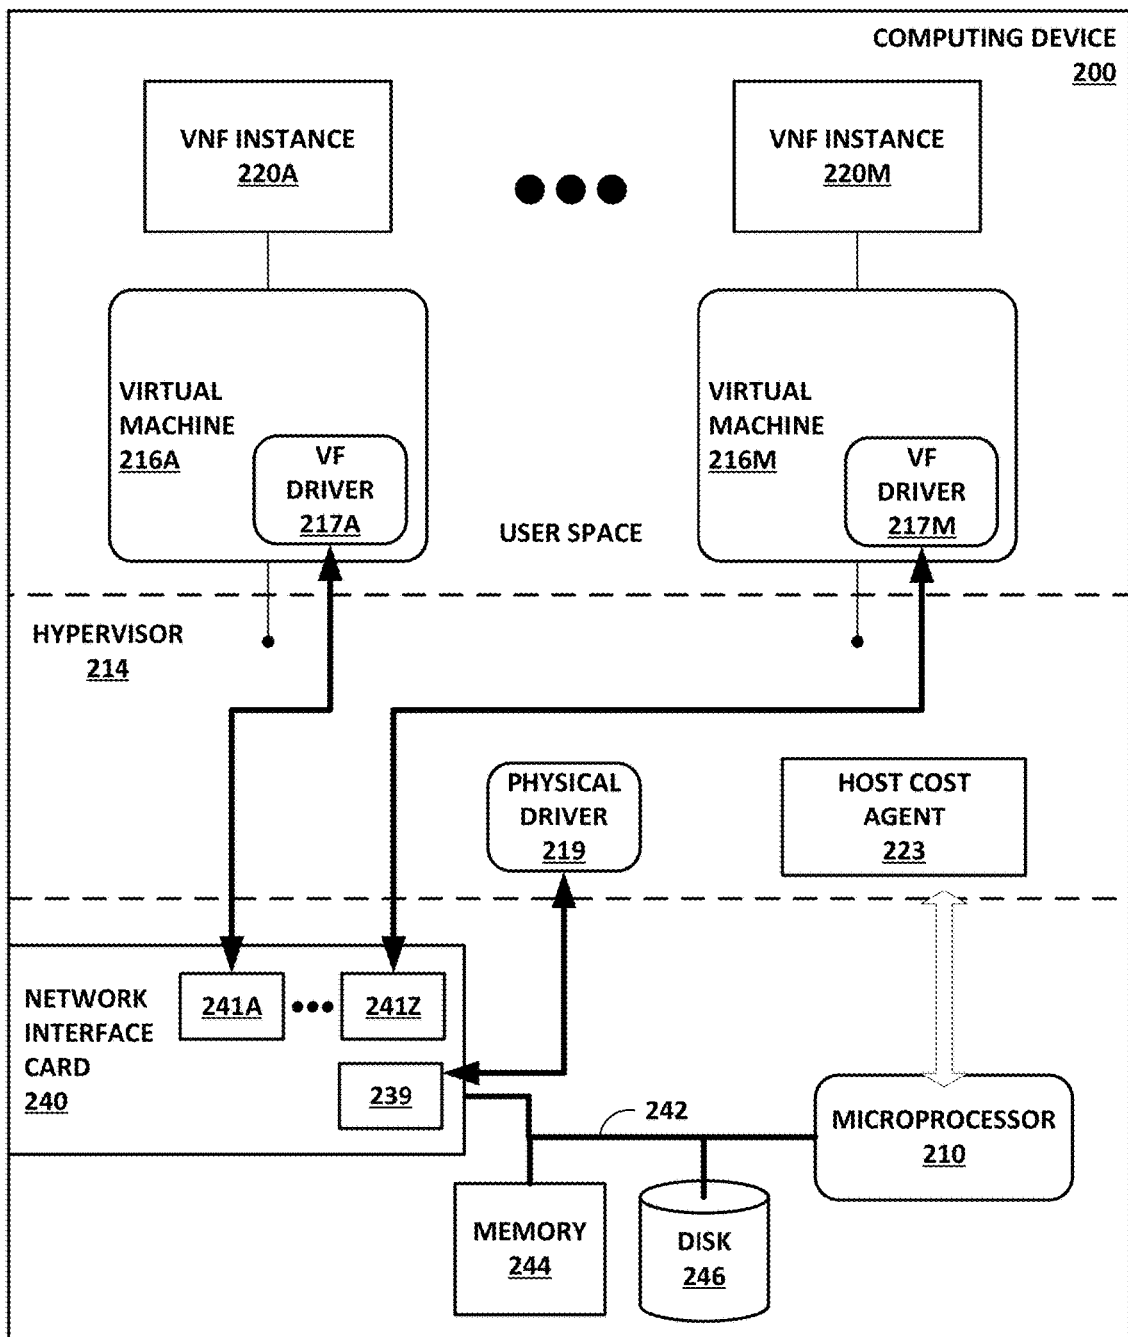 COMPUTING DEVICE
200
VNF INSTANCE
220A
VNF INSTANCE
220M
VIRTUAL
MACHINE
216A
VF
DRIVER
217A
VIRTUAL
MACHINE
216M
VF
DRIVER
217M
USER SPACE
HYPERVISOR
214
PHYSICAL
DRIVER
219
HOST COST
AGENT
223
NETWORK
INTERFACE
CARD
240
241A
241Z
239
242
MICROPROCESSOR
210
MEMORY
244
DISK
246